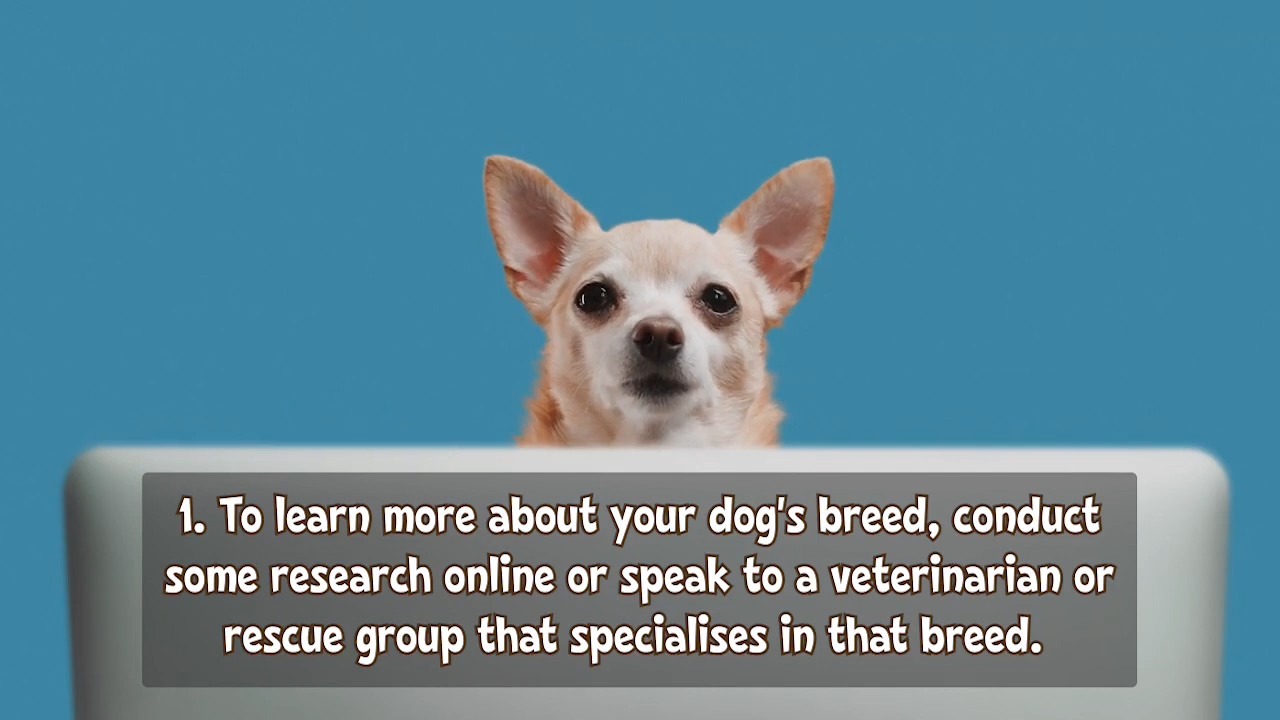 1. To learn more about your dog's breed, conduct
some research online or speak to a veterinarian or
rescue group that specialises in that breed.